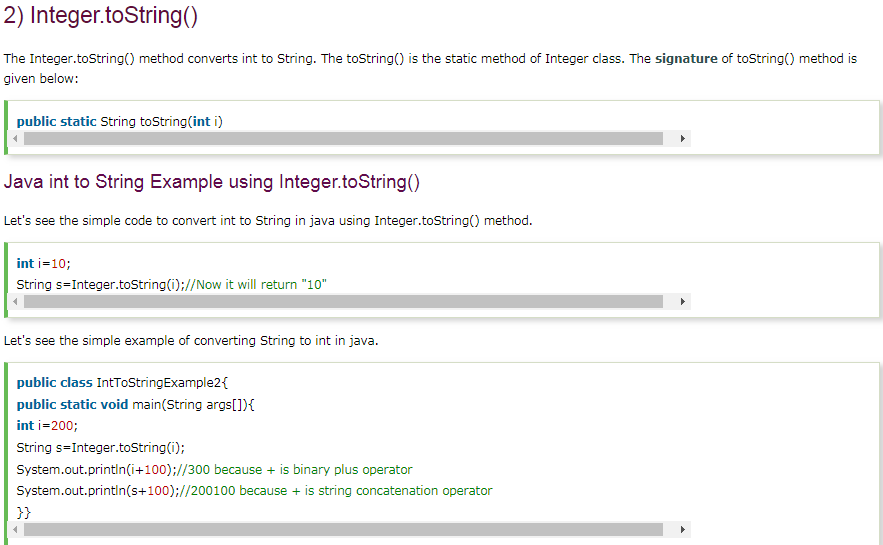 2) Integer.toString()
The Integer.toString() method converts int to String. The toString() is the static method of Integer class. The signature of toString() method is
given below:
public static String toString(int i)
Java int to String Example using Integer.toString()
Let's see the simple code to convert int to String in java using Integer.toString() method.
int i=10;
String s=Integer.toString(i);//Now it will return "10"
Let's see the simple example of converting String to int in java.
public class IntToStringExample2{
public static void main(String args[]){
int i=200;
String s=Integer.toString(i);
System.out.println(i+100);//300 because + is binary plus operator
System.out.println(s+100);//200100 because + is string concatenation operator
}}